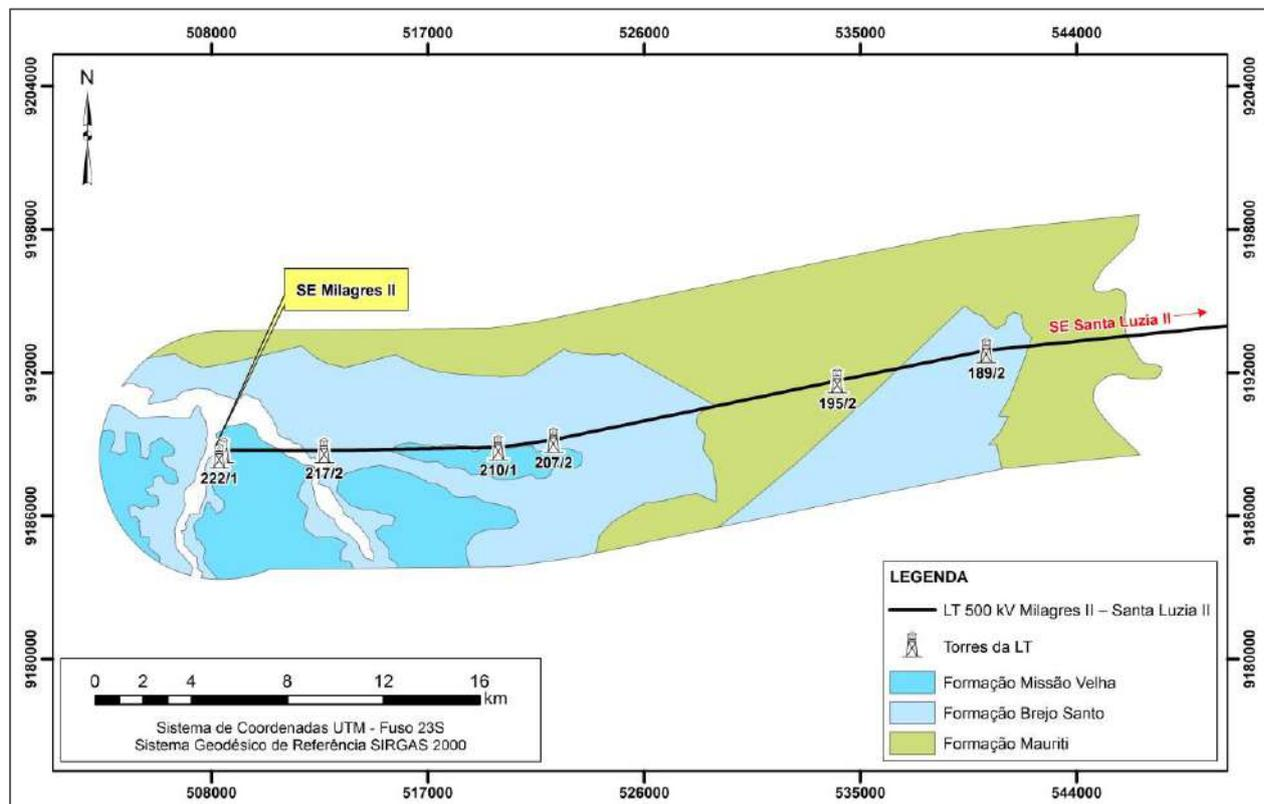 508000 517000 526000 535000 544000
9204000 9204000
N
9198000 9198000
SE Milagres II
SE Santa Luzia II
9192000 9192000
189/2
195/2
222/1 217/2 210/1 207/2
9186000 9186000
LEGENDA
LT 500 kV Milagres II – Santa Luzia II
Torres da LT
Formação Missão Velha
Formação Brejo Santo
Formação Mauriti
9180000 9180000
0 2 4 8 12 16
km
Sistema de Coordenadas UTM - Fuso 23S
Sistema Geodésico de Referência SIRGAS 2000
508000 517000 526000 535000 544000